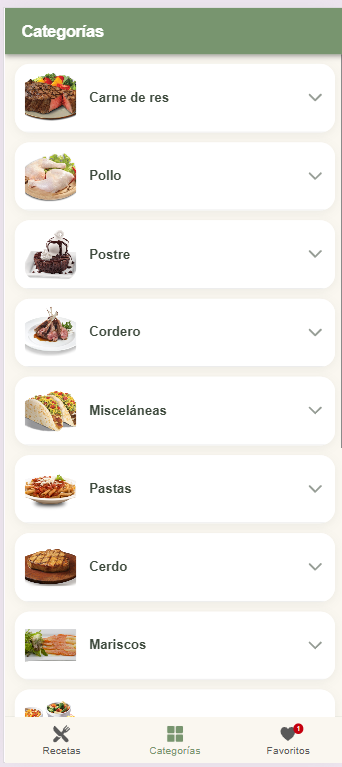 Categorías
Carne de res
Pollo
Postre
Cordero
Misceláneas
Pastas
Cerdo
Mariscos
1
Recetas
Categorías
Favoritos